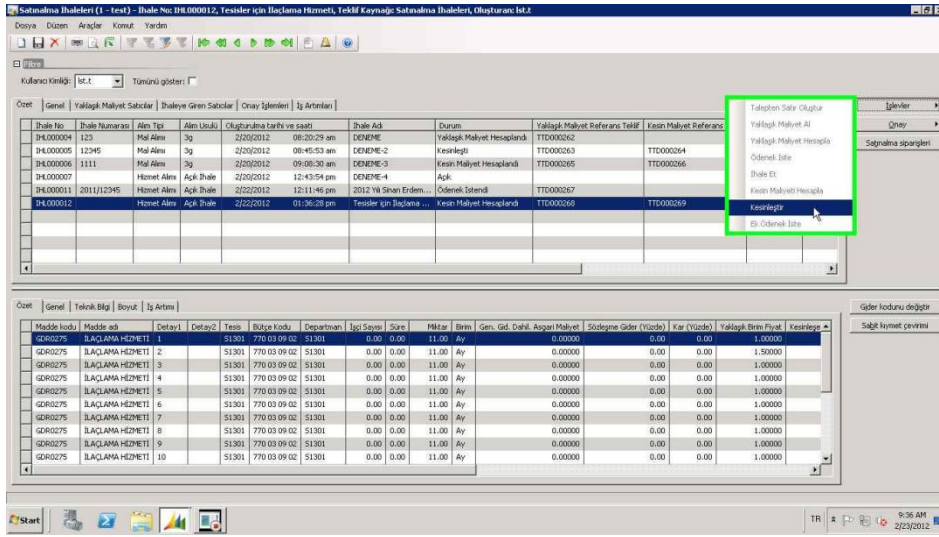 Satınalma İhaleleri (1 - test) - İhale No: IHL000012, Tesisler için İlaçlama Hizmeti, Teklif Kaynağı: Satınalma İhaleleri, Oluşturan: İst.t
Dosya Düzen Araçlar Komut Yardım
Filtre
Kullanıcı Kimliği: İst.t Tümünü göster:
Özet Genel Yaklaşık Maliyet Satıcılar İhaleye Giren Satıcılar Onay İşlemleri İş Artımları
İhale No İhale Numarası Alım Tipi Alım Usulü Oluşturulma tarihi ve saati İhale Adı Durum Yaklaşık Maliyet Referans Teklif Kesin Maliyet Referans
IHL000004 123 Mal Alımı 3g 2/20/2012 08:20:29 am DENEME Yaklaşık Maliyet Hesaplandı TTD000262
IHL000005 12345 Mal Alımı 3g 2/20/2012 08:45:53 am DENEME-2 Kesinleşti TTD000263 TTD000264
IHL000006 1111 Mal Alımı 3g 2/20/2012 09:08:30 am DENEME-3 Kesin Maliyet Hesaplandı TTD000265 TTD000266
IHL000007 Hizmet Alımı Açık İhale 2/20/2012 12:43:54 pm DENEME-4 Açık
IHL000011 2011/12345 Hizmet Alımı Açık İhale 2/22/2012 12:11:46 pm 2012 Yılı Sinan Erdem... Ödenek İstendi TTD000267
IHL000012 Hizmet Alımı Açık İhale 2/22/2012 01:36:28 pm Tesisler için İlaçlama ... Kesin Maliyet Hesaplandı TTD000268 TTD000269
Talepten Satır Oluştur
Yaklaşık Maliyet Al
Yaklaşık Maliyet Hesapla
Ödenek İste
İhale Et
Kesin Maliyeti Hesapla
Kesinleştir
Ek Ödenek İste
İşlevler
Onay
Satınalma siparişleri
Özet Genel Teknik Bilgi Boyut İş Artımı
Madde kodu Madde adı Detay1 Detay2 Tesis Bütçe Kodu Departman İşçi Sayısı Süre Miktar Birim Gen. Gid. Dahil. Asgari Maliyet Sözleşme Gider (Yüzde) Kar (Yüzde) Yaklaşık Birim Fiyat Kesinleşe
GDR0275 İLAÇLAMA HİZMETİ 1 51301 770 03 09 02 51301 0.00 0.00 11.00 Ay 0.00000 0.00 0.00 1.00000
GDR0275 İLAÇLAMA HİZMETİ 2 51301 770 03 09 02 51301 0.00 0.00 11.00 Ay 0.00000 0.00 0.00 1.50000
GDR0275 İLAÇLAMA HİZMETİ 3 51301 770 03 09 02 51301 0.00 0.00 11.00 Ay 0.00000 0.00 0.00 1.00000
GDR0275 İLAÇLAMA HİZMETİ 4 51301 770 03 09 02 51301 0.00 0.00 11.00 Ay 0.00000 0.00 0.00 1.00000
GDR0275 İLAÇLAMA HİZMETİ 5 51301 770 03 09 02 51301 0.00 0.00 11.00 Ay 0.00000 0.00 0.00 1.00000
GDR0275 İLAÇLAMA HİZMETİ 6 51301 770 03 09 02 51301 0.00 0.00 11.00 Ay 0.00000 0.00 0.00 1.00000
GDR0275 İLAÇLAMA HİZMETİ 7 51301 770 03 09 02 51301 0.00 0.00 11.00 Ay 0.00000 0.00 0.00 1.00000
GDR0275 İLAÇLAMA HİZMETİ 8 51301 770 03 09 02 51301 0.00 0.00 11.00 Ay 0.00000 0.00 0.00 1.00000
GDR0275 İLAÇLAMA HİZMETİ 9 51301 770 03 09 02 51301 0.00 0.00 11.00 Ay 0.00000 0.00 0.00 1.00000
GDR0275 İLAÇLAMA HİZMETİ 10 51301 770 03 09 02 51301 0.00 0.00 11.00 Ay 0.00000 0.00 0.00 1.00000
Gider kodunu değiştir
Sabit kıymet çevirimi
Start TR 9:36 AM
2/23/2012